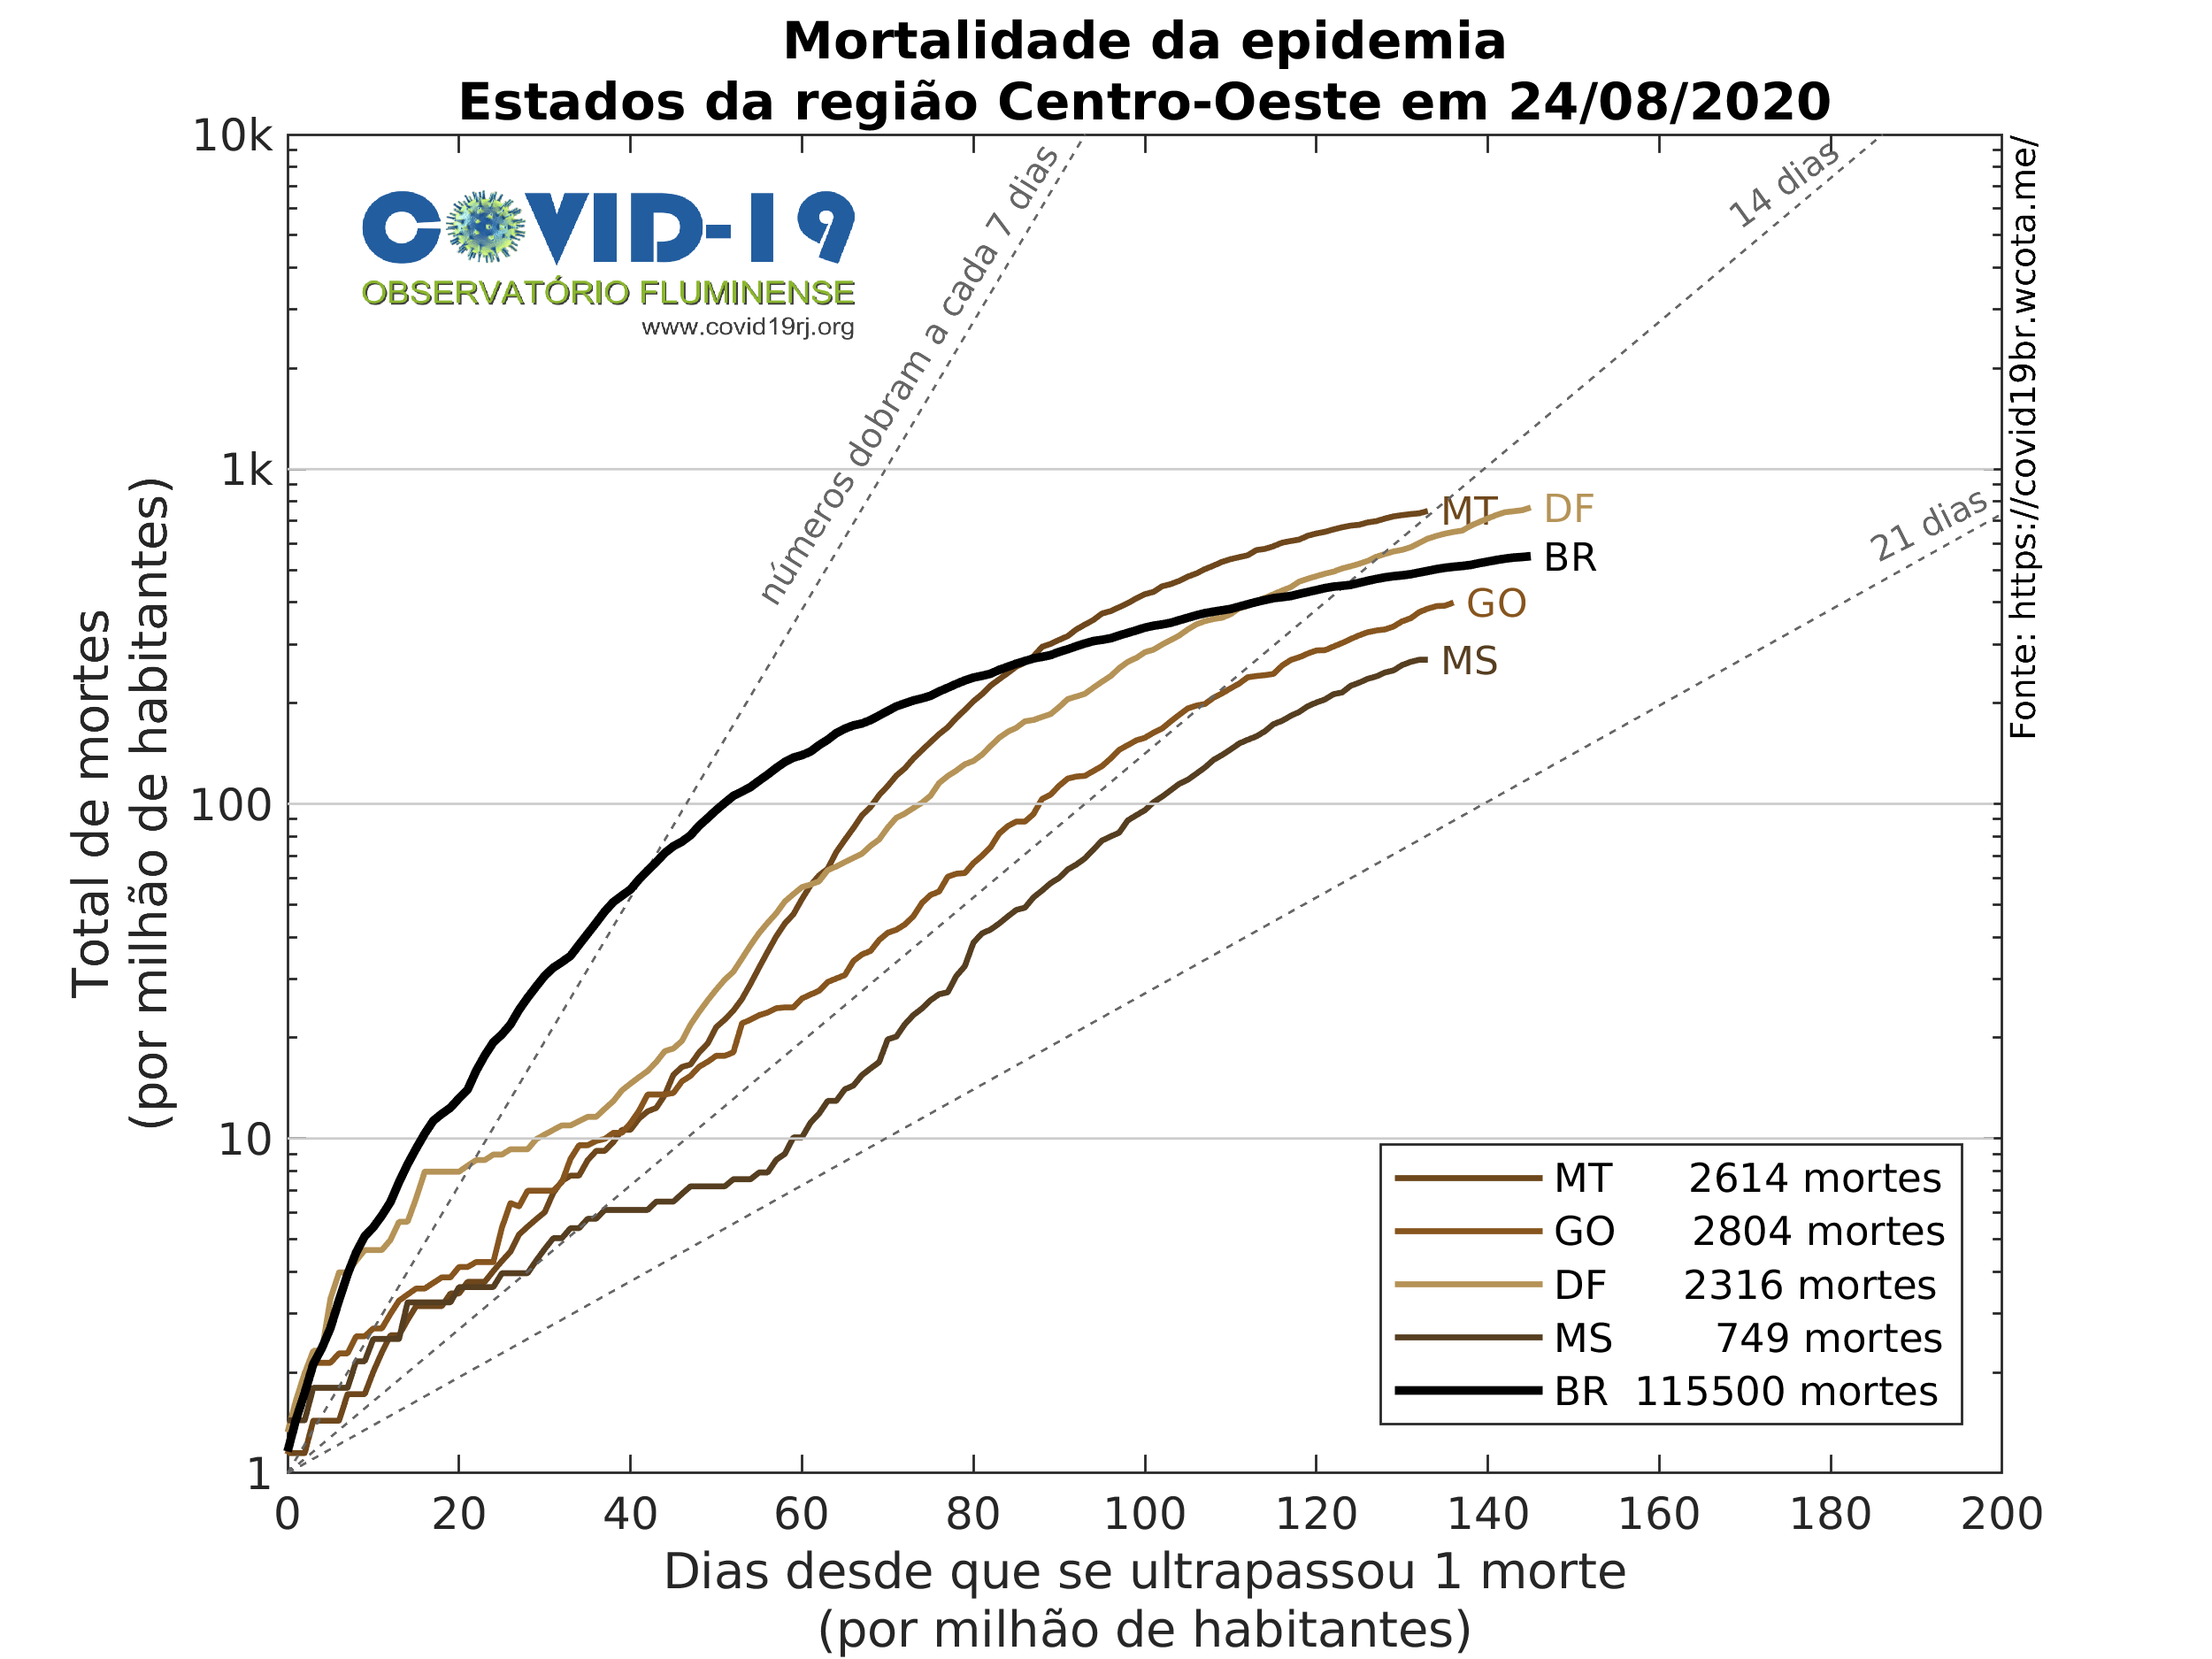 Mortalidade da epidemia
Estados da região Centro-Oeste em 24/08/2020
10k
1k
100
10
1
Total de mortes
(por milhão de habitantes)
COVID-19
OBSERVATÓRIO FLUMINENSE
www.covid19rj.org
números dobram a cada 7 dias
14 dias
21 dias
Fonte: https://covid19br.wcota.me/
MT
DF
BR
GO
MS
MT 2614 mortes
GO 2804 mortes
DF 2316 mortes
MS 749 mortes
BR 115500 mortes
0 20 40 60 80 100 120 140 160 180 200
Dias desde que se ultrapassou 1 morte
(por milhão de habitantes)